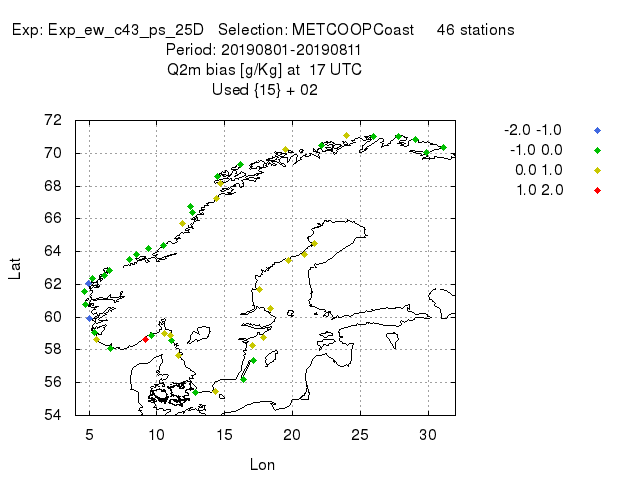 Exp: Exp_ew_c43_ps_25D Selection: METCOOPCoast 46 stations
Period: 20190801-20190811
Q2m bias [g/Kg] at 17 UTC
Used {15} + 02
72
70
68
66
64
62
60
58
56
54
Lat
5 10 15 20 25 30
Lon
-2.0 -1.0
-1.0 0.0
0.0 1.0
1.0 2.0